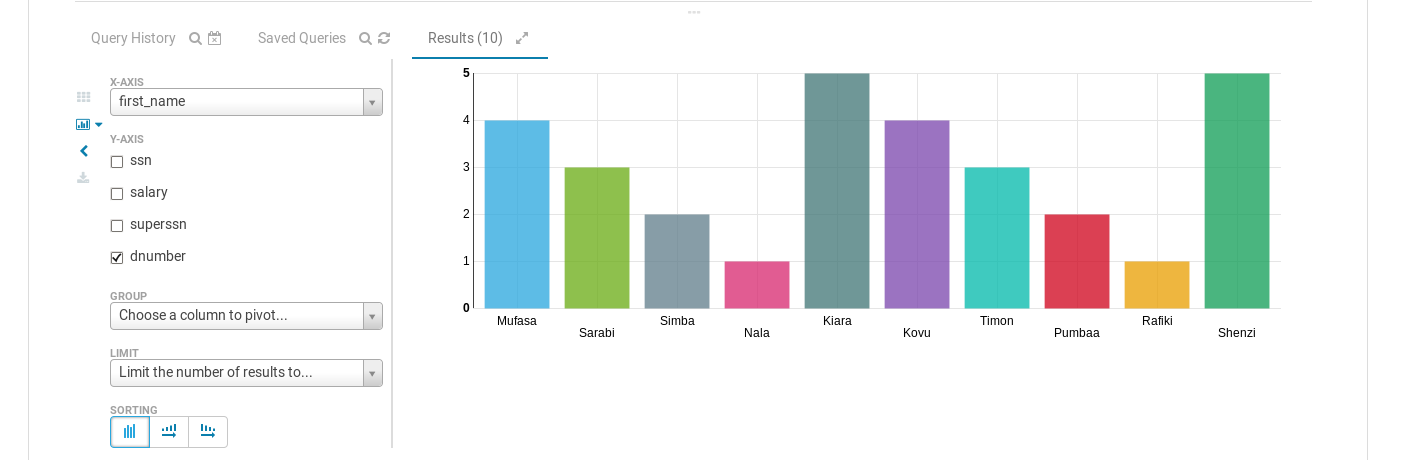 Query History
Saved Queries
Results (10)
X-AXIS
first_name
Y-AXIS
ssn
salary
superssn
dnumber
GROUP
Choose a column to pivot...
LIMIT
Limit the number of results to...
SORTING
5
4
3
2
1
0
Mufasa
Sarabi
Simba
Nala
Kiara
Kovu
Timon
Pumbaa
Rafiki
Shenzi